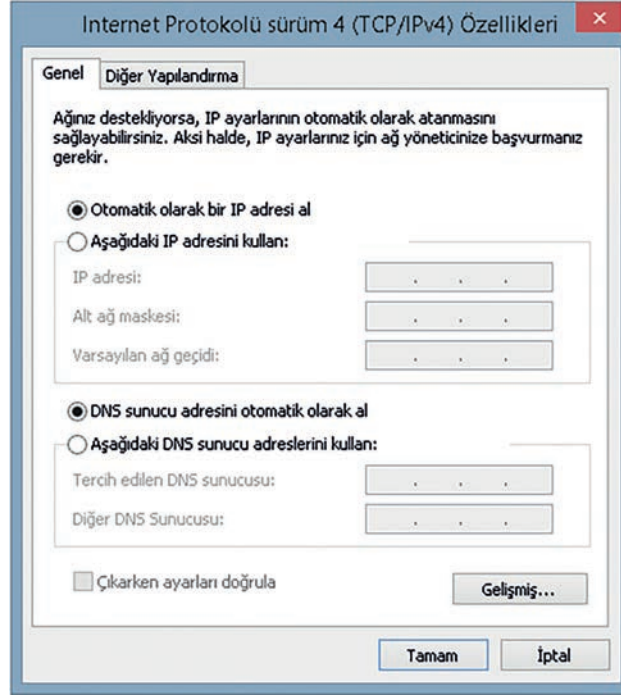 Internet Protokolü sürüm 4 (TCP/IPv4) Özellikleri
Genel
Diğer Yapılandırma
Ağınız destekliyorsa, IP ayarlarının otomatik olarak atanmasını
sağlayabilirsiniz. Aksi halde, IP ayarlarınız için ağ yöneticinize başvurmanız
gerekir.
Otomatik olarak bir IP adresi al
Aşağıdaki IP adresini kullan:
IP adresi:
Alt ağ maskesi:
Varsayılan ağ geçidi:
DNS sunucu adresini otomatik olarak al
Aşağıdaki DNS sunucu adreslerini kullan:
Tercih edilen DNS sunucusu:
Diğer DNS Sunucusu:
Çıkarken ayarları doğrula
Gelişmiş...
Tamam
İptal